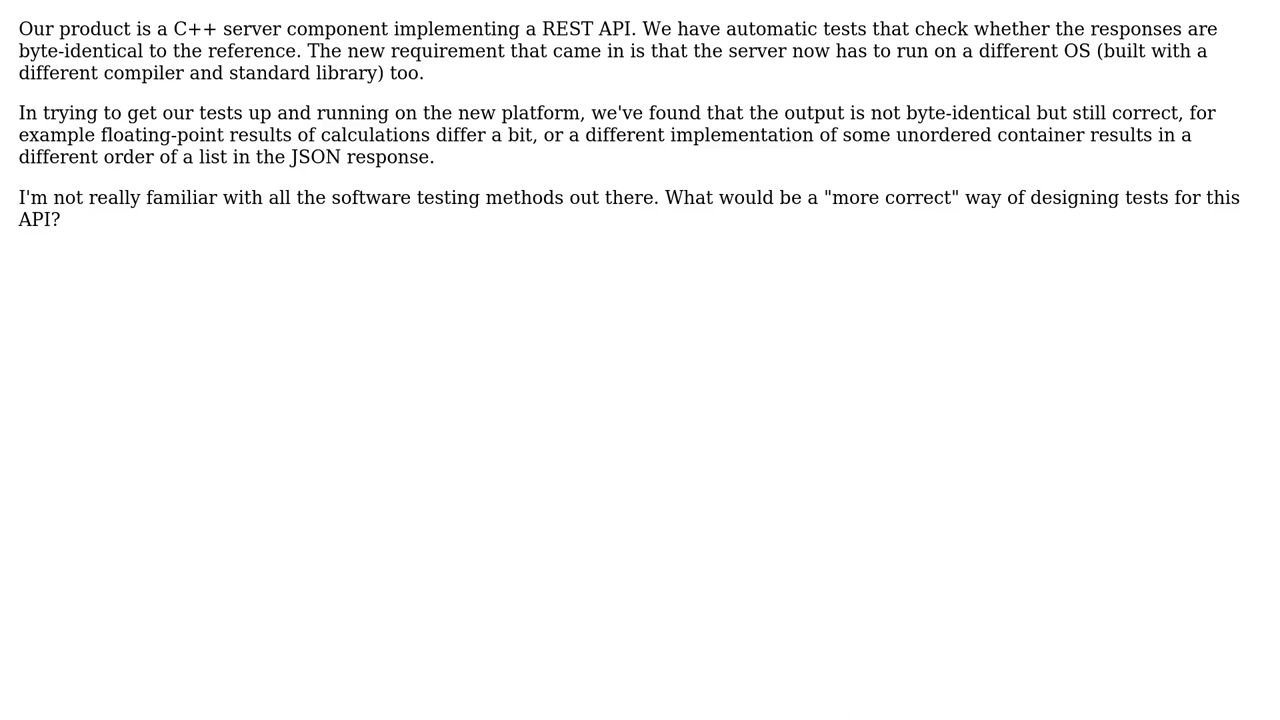 Our product is a C++ server component implementing a REST API. We have automatic tests that check whether the responses are
byte-identical to the reference. The new requirement that came in is that the server now has to run on a different OS (built with a
different compiler and standard library) too.
In trying to get our tests up and running on the new platform, we've found that the output is not byte-identical but still correct, for
example floating-point results of calculations differ a bit, or a different implementation of some unordered container results in a
different order of a list in the JSON response.
I'm not really familiar with all the software testing methods out there. What would be a "more correct" way of designing tests for this
API?